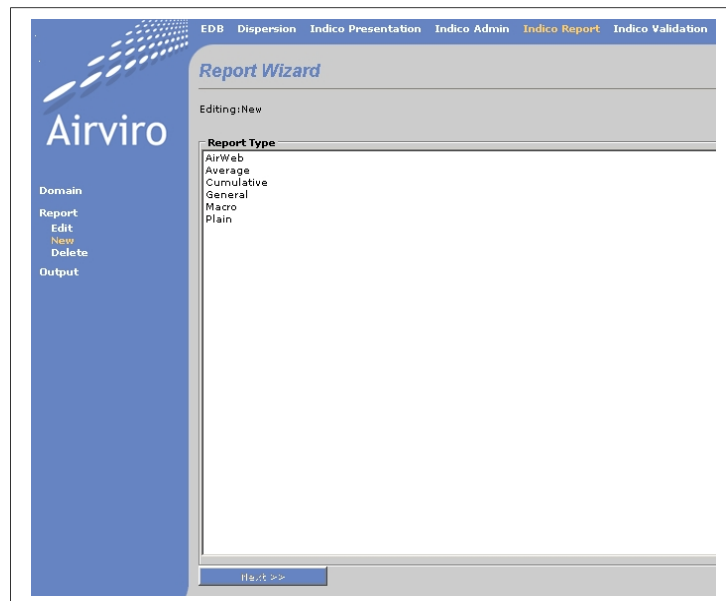 EDB Dispersion Indico Presentation Indico Admin Indico Report Indico Validation
Airviro
Domain
Report
Edit
New
Delete
Output
Report Wizard
Editing:New
Report Type
AirWeb
Average
Cumulative
General
Macro
Plain
Next >>